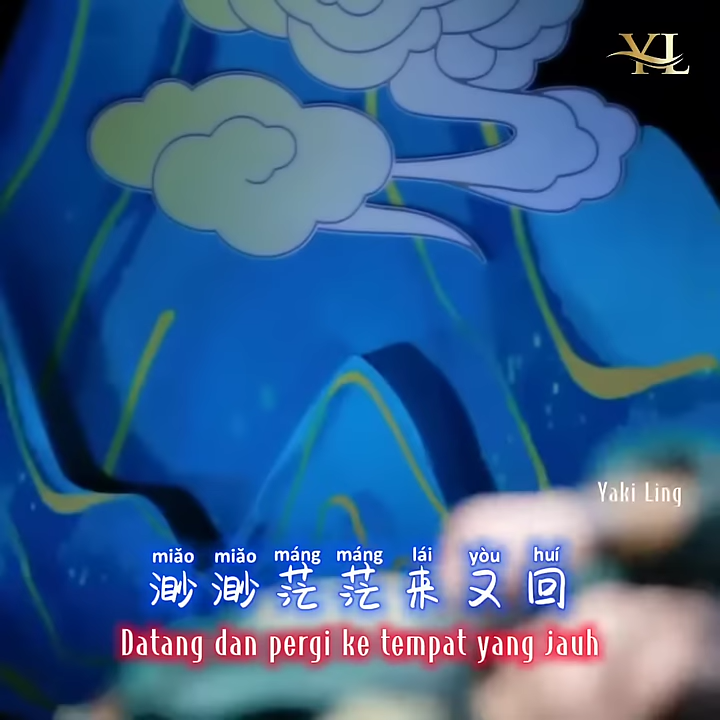 YL
Yaki Ling
miǎo miǎo máng máng lái yòu huí
渺渺茫茫来又回
Datang dan pergi ke tempat yang jauh